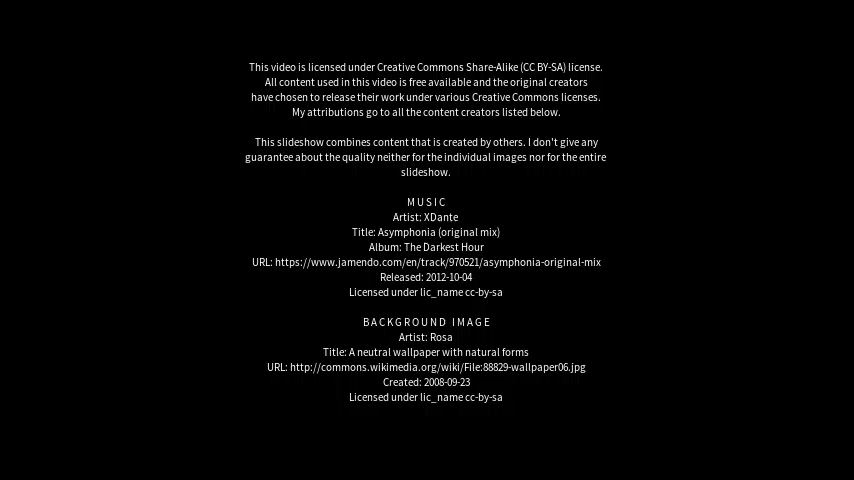 This video is licensed under Creative Commons Share-Alike (CC BY-SA) license.
All content used in this video is free available and the original creators
have chosen to release their work under various Creative Commons licenses.
My attributions go to all the content creators listed below.
This slideshow combines content that is created by others. I don't give any
guarantee about the quality neither for the individual images nor for the entire
slideshow.
MUSIC
Artist: XDante
Title: Asymphonia (original mix)
Album: The Darkest Hour
URL: https://www.jamendo.com/en/track/970521/asymphonia-original-mix
Released: 2012-10-04
Licensed under lic_name cc-by-sa
BACKGROUND IMAGE
Artist: Rosa
Title: A neutral wallpaper with natural forms
URL: http://commons.wikimedia.org/wiki/File:88829-wallpaper06.jpg
Created: 2008-09-23
Licensed under lic_name cc-by-sa